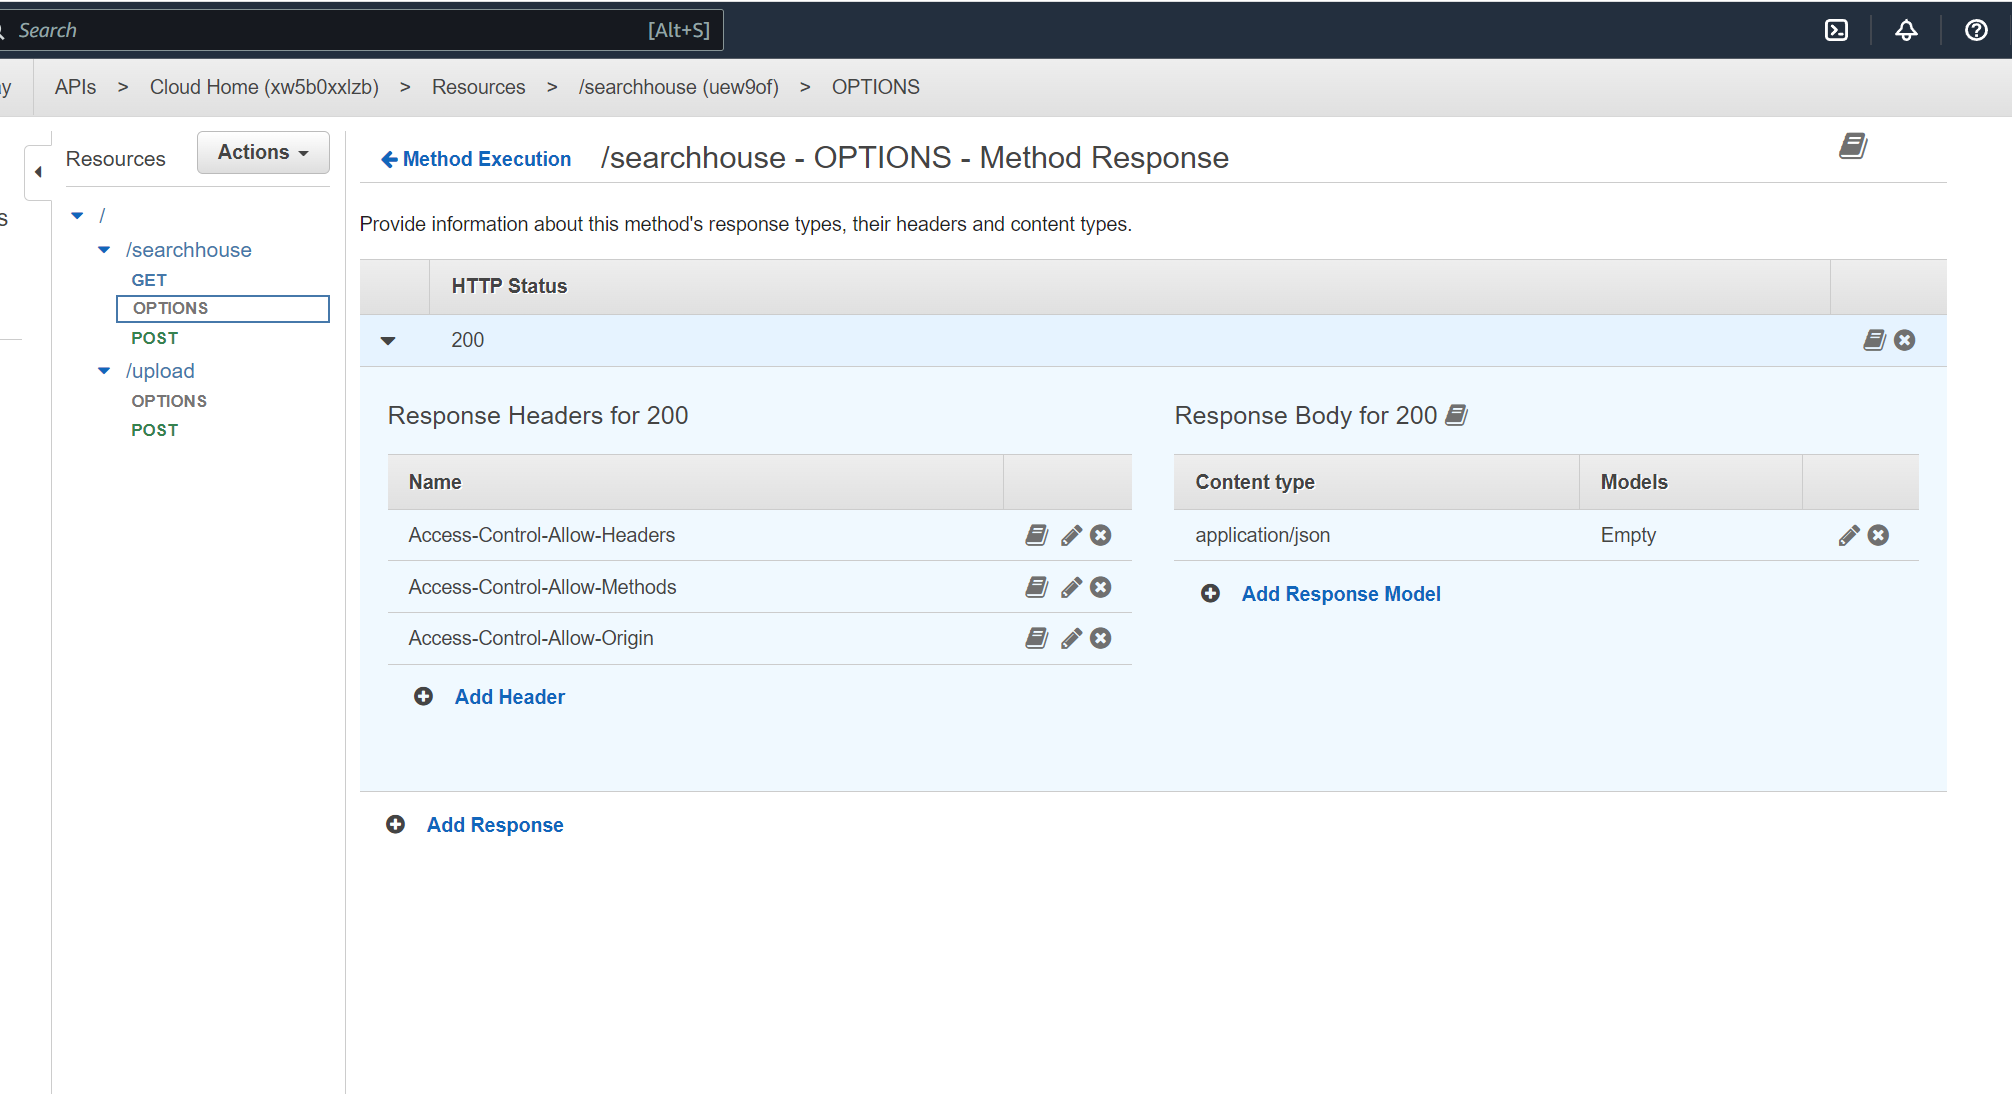 Search [Alt+S]
y APIs > Cloud Home (xw5b0xxlzb) > Resources > /searchhouse (uew9of) > OPTIONS
s
Resources Actions
/
/searchhouse
GET
OPTIONS
POST
/upload
OPTIONS
POST
Method Execution /searchhouse - OPTIONS - Method Response
Provide information about this method's response types, their headers and content types.
HTTP Status
200
Response Headers for 200
Name
Access-Control-Allow-Headers
Access-Control-Allow-Methods
Access-Control-Allow-Origin
Add Header
Response Body for 200
Content type Models
application/json Empty
Add Response Model
Add Response